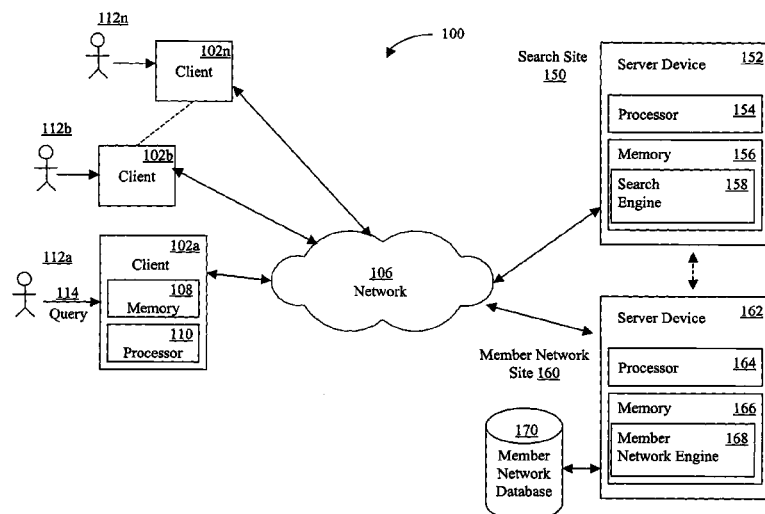 112n
102n
Client
100
112b
102b
Client
112a
114
Query
102a
Client
108
Memory
110
Processor
106
Network
Search Site
150
Server Device 152
Processor 154
Memory 156
Search Engine 158
Member Network
Site 160
Server Device 162
Processor 164
Memory 166
Member 168
Network Engine
170
Member
Network
Database